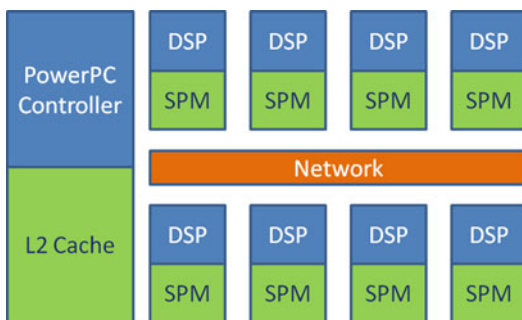 PowerPC
Controller
L2 Cache
DSP DSP DSP DSP
SPM SPM SPM SPM
Network
DSP DSP DSP DSP
SPM SPM SPM SPM